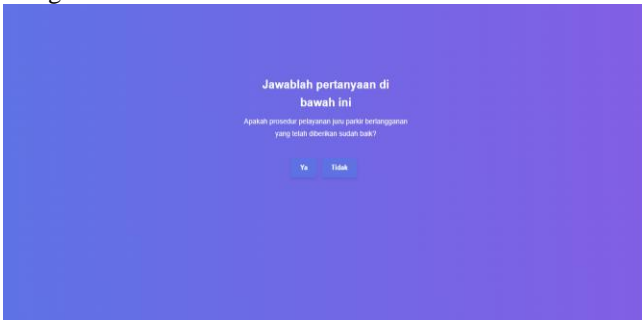 Jawablah pertanyaan di
bawah ini
Apakah prosedur pelayanan juru parkir berlangganan
yang telah diberikan sudah baik?
Ya Tidak